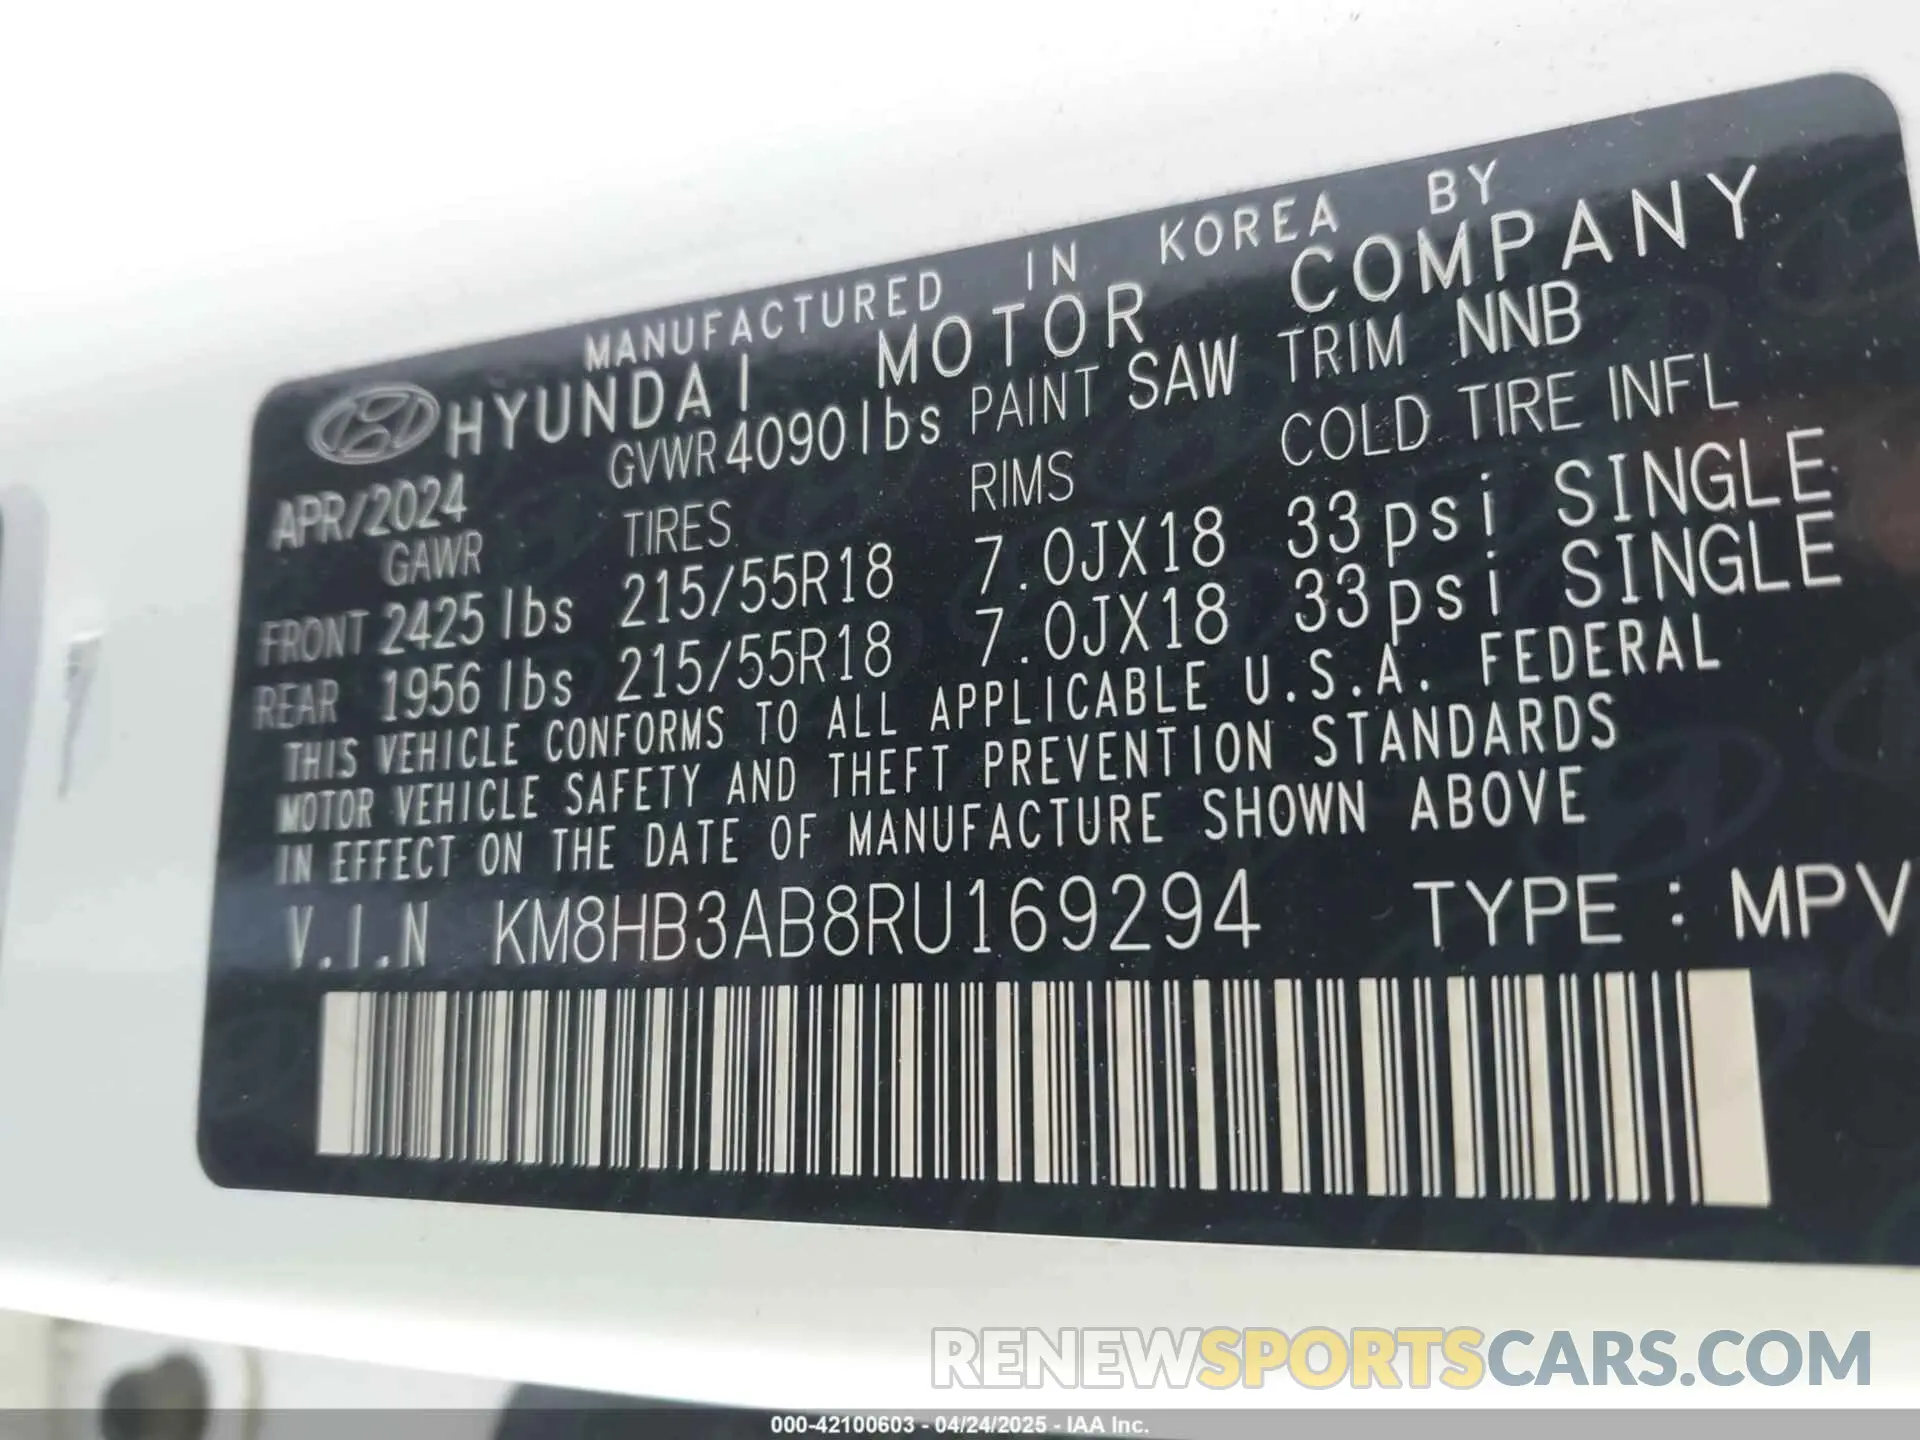 MANUFACTURED IN KOREA BY
HYUNDAI MOTOR COMPANY
APR/2024 GVWR 4090 lbs PAINT SAW TRIM NNB
GAWR TIRES RIMS COLD TIRE INFL
FRONT 2425 lbs 215/55R18 7.0JX18 33psi SINGLE
REAR 1956 lbs 215/55R18 7.0JX18 33psi SINGLE
THIS VEHICLE CONFORMS TO ALL APPLICABLE U.S.A. FEDERAL
MOTOR VEHICLE SAFETY AND THEFT PREVENTION STANDARDS
IN EFFECT ON THE DATE OF MANUFACTURE SHOWN ABOVE
V.I.N KM8HB3AB8RU169294 TYPE : MPV
RENEWSPORTSCARS.COM
000-42100603 - 04/24/2025 - IAA Inc.